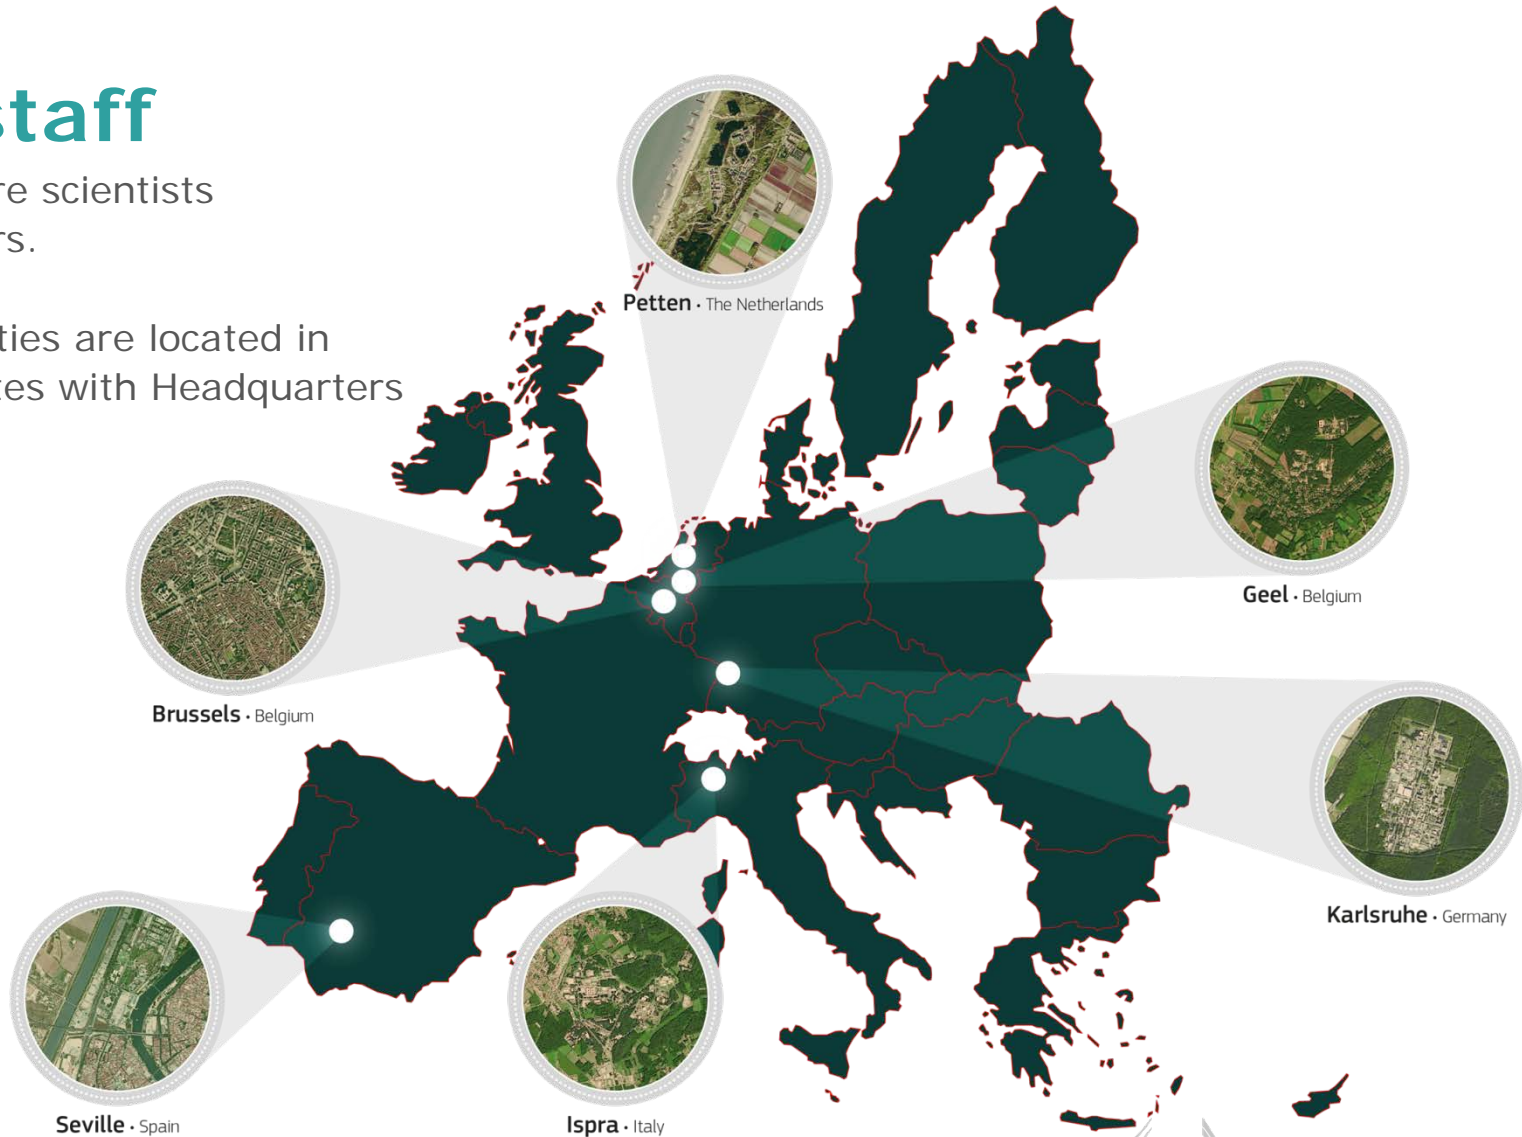 staff
re scientists
rs.
ties are located in
tes with Headquarters
Petten · The Netherlands
Geel · Belgium
Brussels · Belgium
Karlsruhe · Germany
Seville · Spain
Ispra · Italy